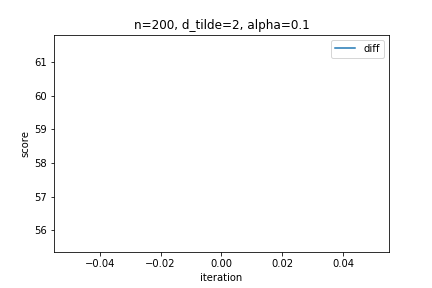 n=200, d_tilde=2, alpha=0.1
diff
61
60
59
58
57
56
score
−0.04 −0.02 0.00 0.02 0.04
iteration